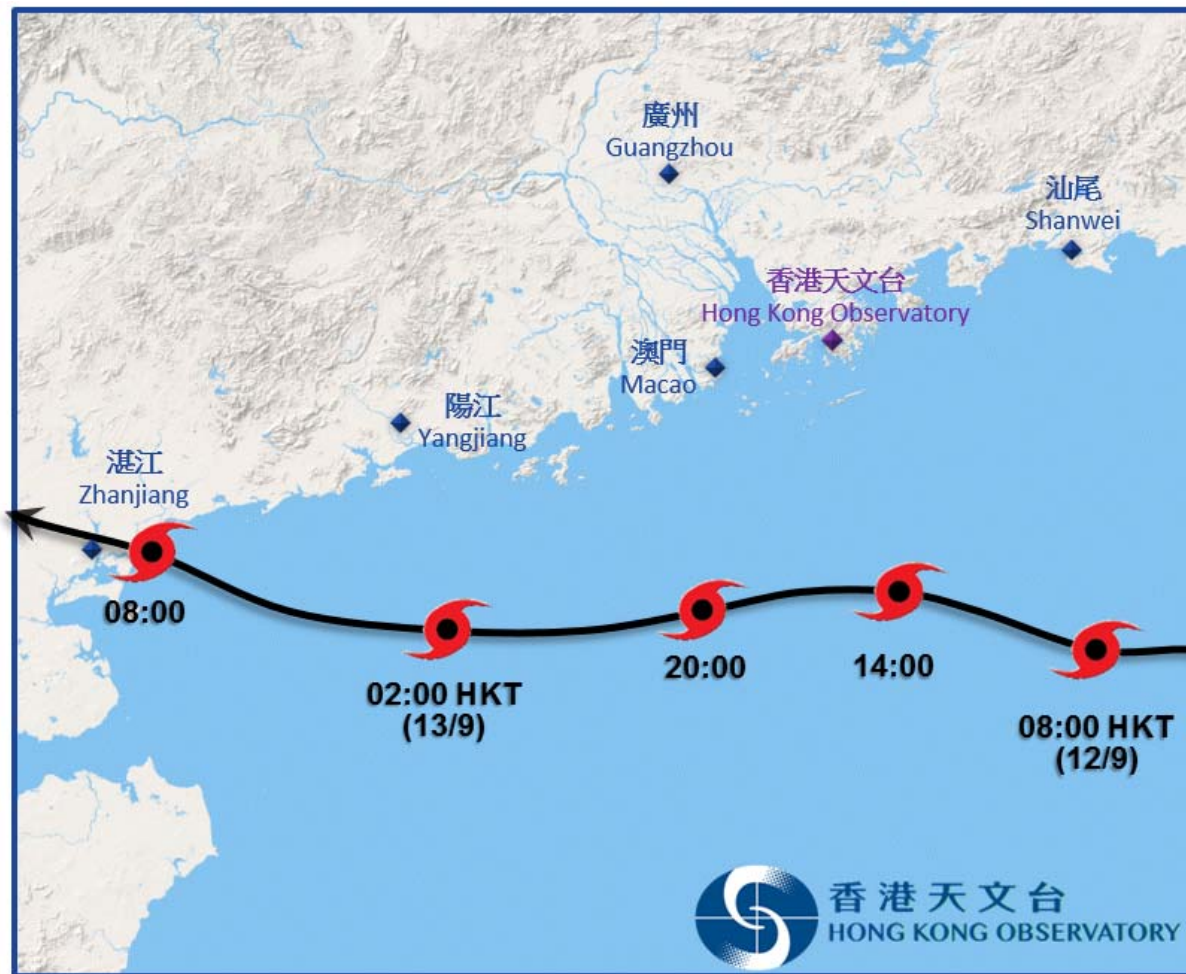 廣州
Guangzhou
汕尾
Shanwei
香港天文台
Hong Kong Observatory
澳門
Macao
陽江
Yangjiang
湛江
Zhanjiang
08:00
02:00 HKT
(13/9)
20:00
14:00
08:00 HKT
(12/9)
香港天文台
HONG KONG OBSERVATORY